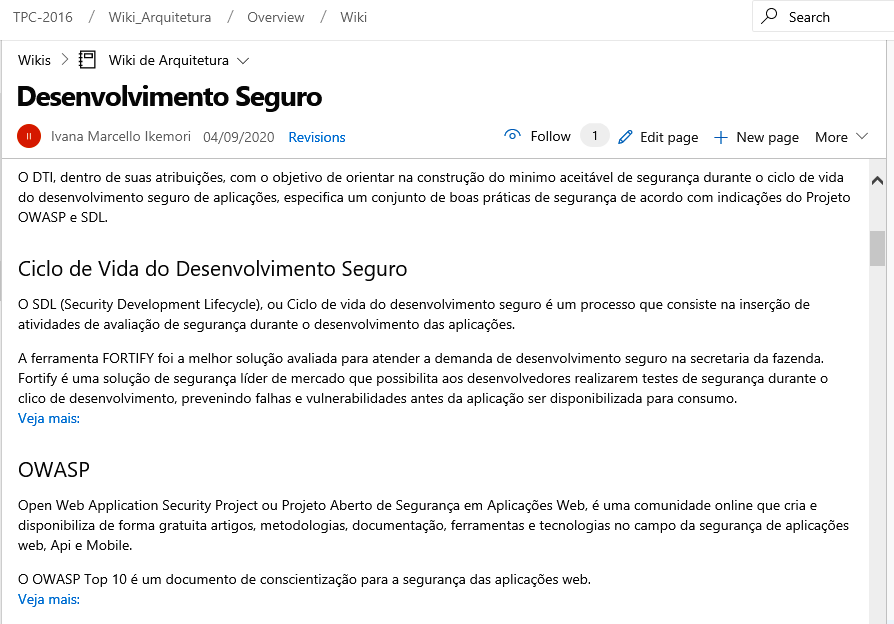 TPC-2016 / Wiki_Arquitetura / Overview / Wiki
Search
Wikis > Wiki de Arquitetura
Desenvolvimento Seguro
II Ivana Marcello Ikemori 04/09/2020 Revisions
Follow 1 Edit page + New page More
O DTI, dentro de suas atribuições, com o objetivo de orientar na construção do minimo aceitável de segurança durante o ciclo de vida
do desenvolvimento seguro de aplicações, especifica um conjunto de boas práticas de segurança de acordo com indicações do Projeto
OWASP e SDL.
Ciclo de Vida do Desenvolvimento Seguro
O SDL (Security Development Lifecycle), ou Ciclo de vida do desenvolvimento seguro é um processo que consiste na inserção de
atividades de avaliação de segurança durante o desenvolvimento das aplicações.
A ferramenta FORTIFY foi a melhor solução avaliada para atender a demanda de desenvolvimento seguro na secretaria da fazenda.
Fortify é uma solução de segurança líder de mercado que possibilita aos desenvolvedores realizarem testes de segurança durante o
clico de desenvolvimento, prevenindo falhas e vulnerabilidades antes da aplicação ser disponibilizada para consumo.
Veja mais:
OWASP
Open Web Application Security Project ou Projeto Aberto de Segurança em Aplicações Web, é uma comunidade online que cria e
disponibiliza de forma gratuita artigos, metodologias, documentação, ferramentas e tecnologias no campo da segurança de aplicações
web, Api e Mobile.
O OWASP Top 10 é um documento de conscientização para a segurança das aplicações web.
Veja mais: